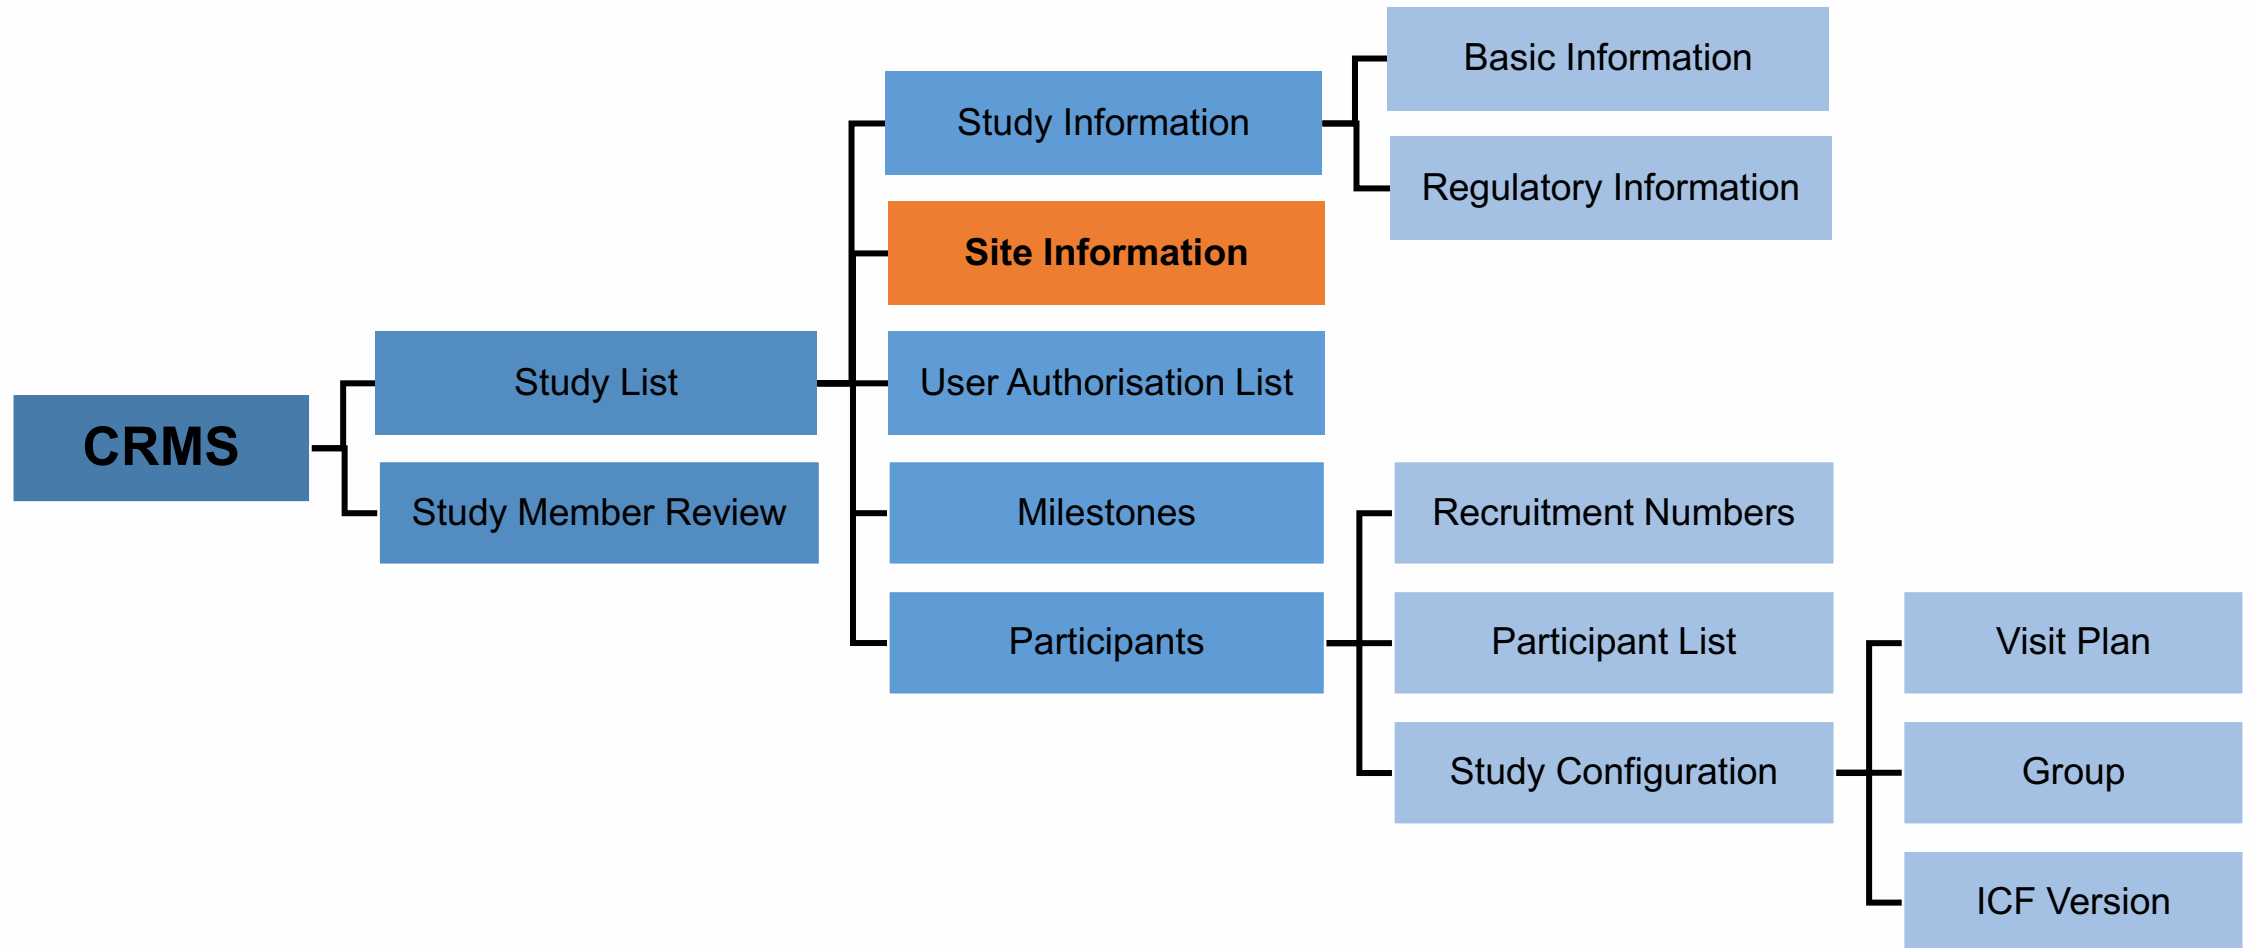 CRMS
Study List
Study Member Review
Study Information
Site Information
User Authorisation List
Milestones
Participants
Basic Information
Regulatory Information
Recruitment Numbers
Participant List
Study Configuration
Visit Plan
Group
ICF Version